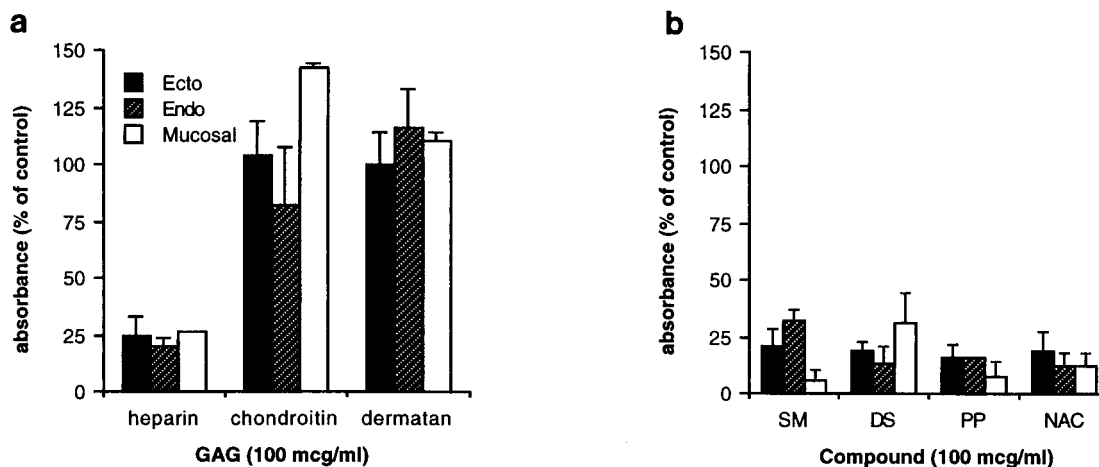 a
150
125
100
75
50
25
0
absorbance (% of control)
Ecto
Endo
Mucosal
heparin chondroitin dermatan
GAG (100 mcg/ml)
b
150
125
100
75
50
25
0
absorbance (% of control)
SM DS PP NAC
Compound (100 mcg/ml)